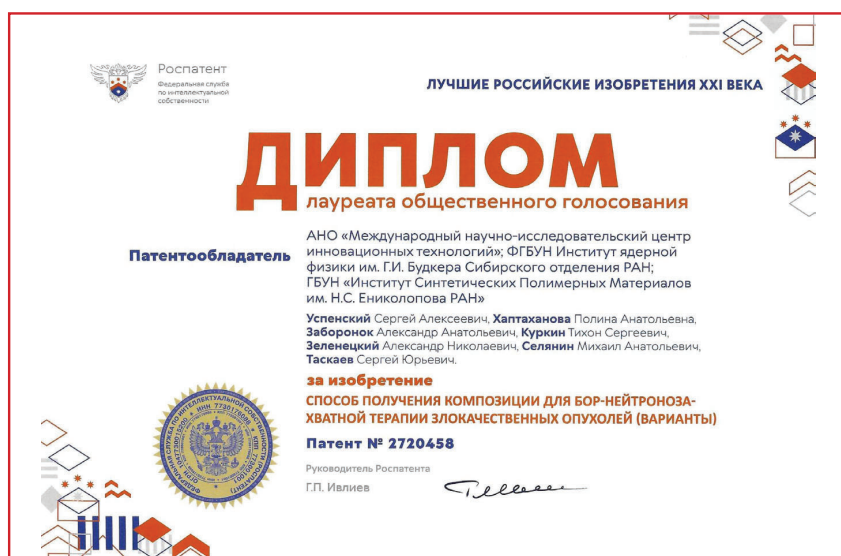 Роспатент
Федеральная служба
по интеллектуальной
собственности
ЛУЧШИЕ РОССИЙСКИЕ ИЗОБРЕТЕНИЯ XXI ВЕКА
ДИПЛОМ
лауреата общественного голосования
Патентообладатель
АНО «Международный научно-исследовательский центр
инновационных технологий»; ФГБУН Институт ядерной
физики им. Г.И. Будкера Сибирского отделения РАН;
ГБУН «Институт Синтетических Полимерных Материалов
им. Н.С. Ениколопова РАН»
Успенский Сергей Алексеевич, Хаптаханова Полина Анатольевна,
Заборонок Александр Анатольевич, Куркин Тихон Сергеевич,
Зеленецкий Александр Николаевич, Селянин Михаил Анатольевич,
Таскаев Сергей Юрьевич.
за изобретение
СПОСОБ ПОЛУЧЕНИЯ КОМПОЗИЦИИ ДЛЯ БОР-НЕЙТРОНОЗА-
ХВАТНОЙ ТЕРАПИИ ЗЛОКАЧЕСТВЕННЫХ ОПУХОЛЕЙ (ВАРИАНТЫ)
Патент № 2720458
Руководитель Роспатента
Г.П. Ивлиев